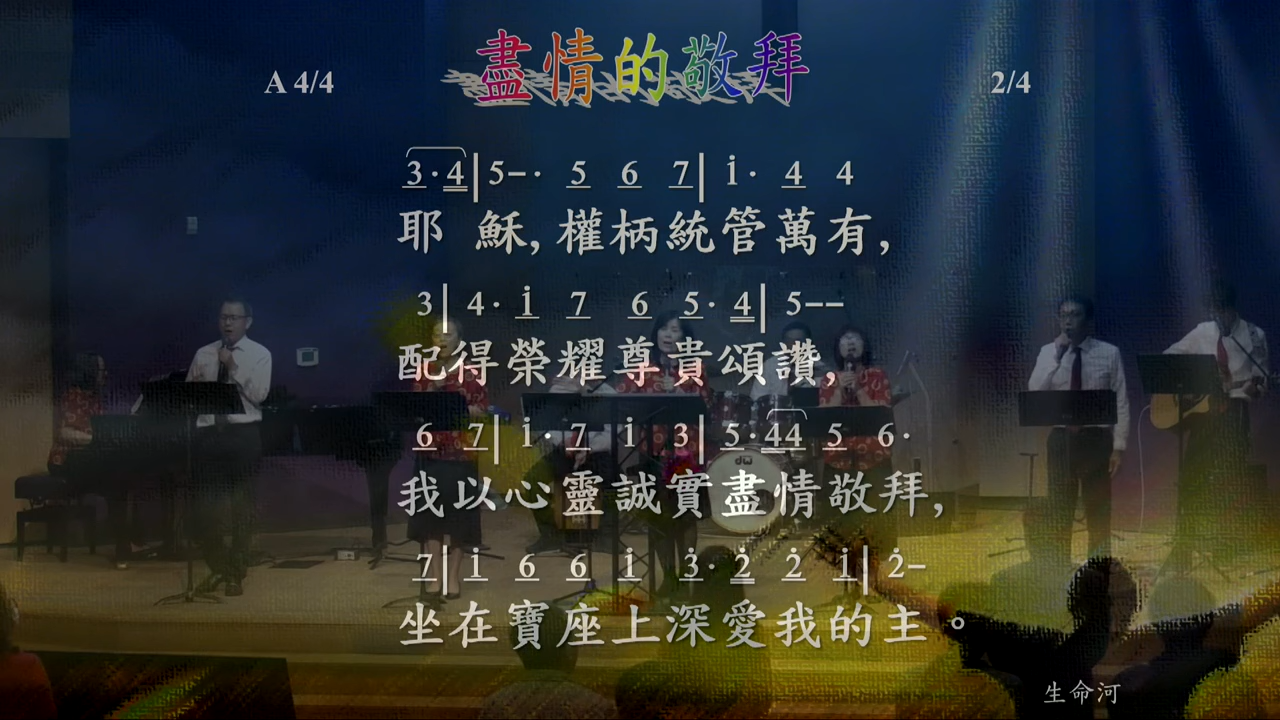 盡情的敬拜
A 4/4
2/4
3·4|5–· 5 6 7|i· 4 4
耶 穌,權柄統管萬有,
3|4· i 7 6 5·4|5––
配得榮耀尊貴頌讚,
6 7|i·7 i 3|5·44 5 6·
我以心靈誠實盡情敬拜,
7|i 6 6 i 3̇·2̇ 2̇ i|2̇–
坐在寶座上深愛我的主。
生命河